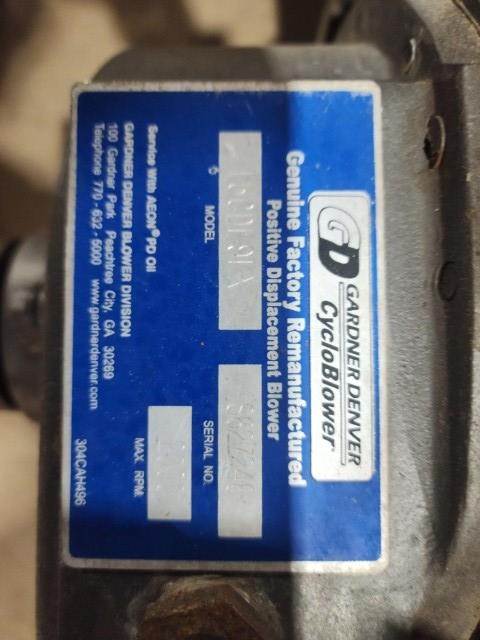 GD GARDNER DENVER
CycloBlower
Genuine Factory Remanufactured
Positive Displacement Blower
MODEL
SERIAL NO.
6
MAX. RPM
Service With AEON® PD Oil
GARDNER DENVER BLOWER DIVISION
100 Gardner Park Peachtree City, GA 30269
Telephone 770 - 632 - 5000 www.gardnerdenver.com
304CAH496